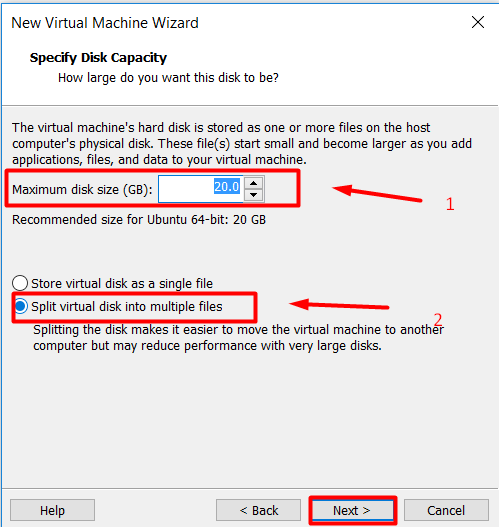 New Virtual Machine Wizard
Specify Disk Capacity
How large do you want this disk to be?
The virtual machine's hard disk is stored as one or more files on the host
computer's physical disk. These file(s) start small and become larger as you add
applications, files, and data to your virtual machine.
Maximum disk size (GB): 20.0
1
Recommended size for Ubuntu 64-bit: 20 GB
Store virtual disk as a single file
Split virtual disk into multiple files
2
Splitting the disk makes it easier to move the virtual machine to another
computer but may reduce performance with very large disks.
Help < Back Next > Cancel